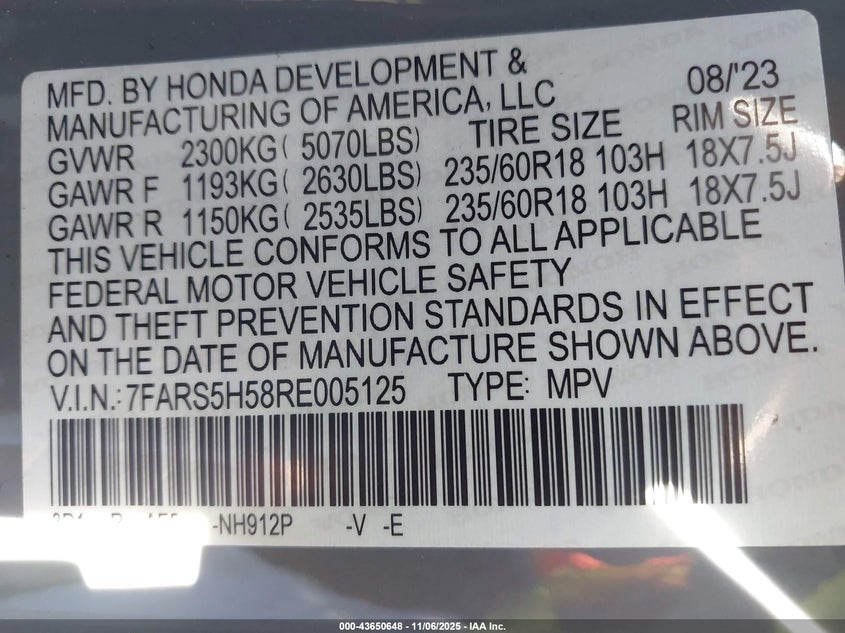 MFD. BY HONDA DEVELOPMENT & 08/'23
MANUFACTURING OF AMERICA, LLC TIRE SIZE RIM SIZE
GVWR 2300KG( 5070LBS)
GAWR F 1193KG( 2630LBS) 235/60R18 103H 18X7.5J
GAWR R 1150KG( 2535LBS) 235/60R18 103H 18X7.5J
THIS VEHICLE CONFORMS TO ALL APPLICABLE
FEDERAL MOTOR VEHICLE SAFETY
AND THEFT PREVENTION STANDARDS IN EFFECT
ON THE DATE OF MANUFACTURE SHOWN ABOVE.
V.I.N.:7FARS5H58RE005125 TYPE: MPV
-NH912P -V -E
000-43650648 - 11/06/2025 - IAA Inc.